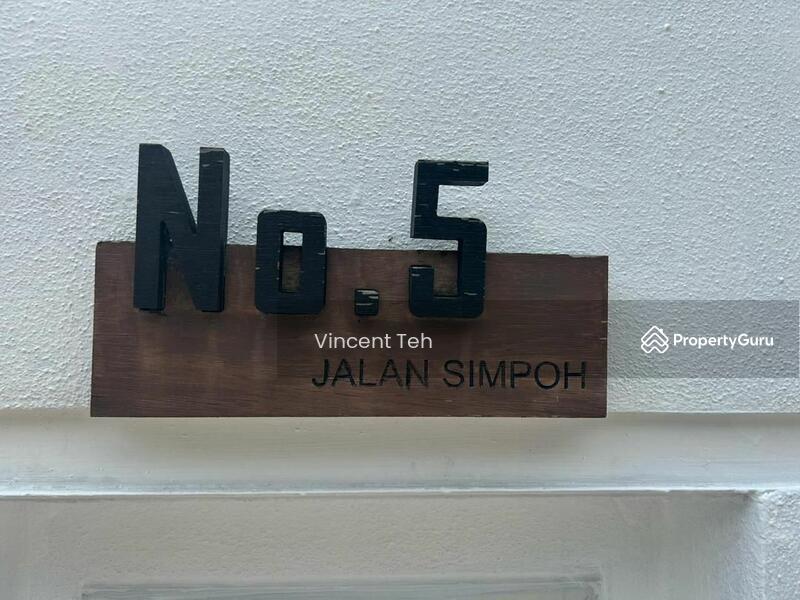 No.5
Vincent Teh
PropertyGuru
JALAN SIMPOH